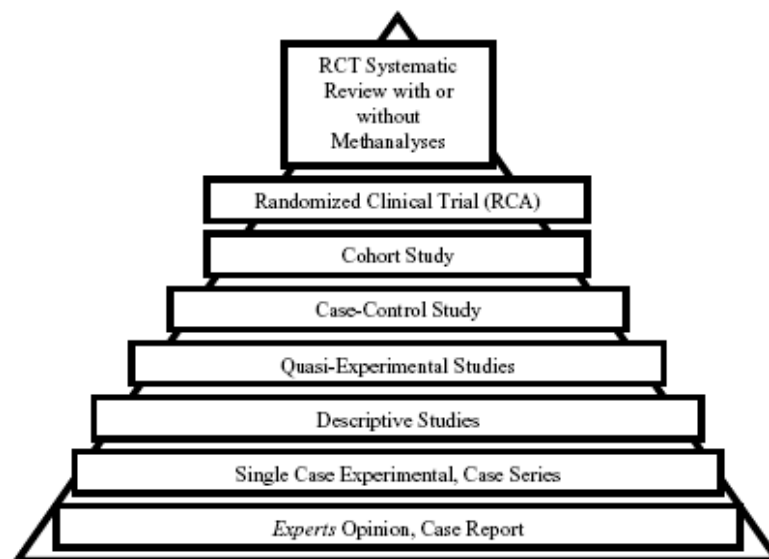 RCT Systematic
Review with or
without
Methanalyses
Randomized Clinical Trial (RCA)
Cohort Study
Case-Control Study
Quasi-Experimental Studies
Descriptive Studies
Single Case Experimental, Case Series
Experts Opinion, Case Report